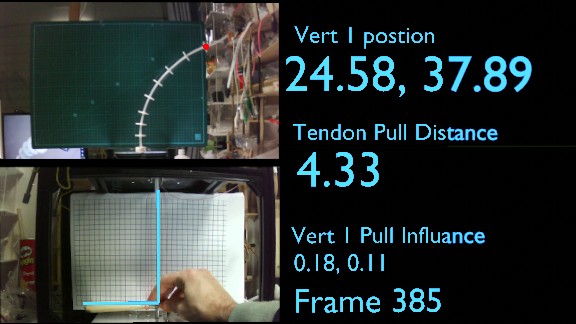 Vert 1 postion
24.58, 37.89
Tendon Pull Distance
4.33
Vert 1 Pull Influance
0.18, 0.11
Frame 385